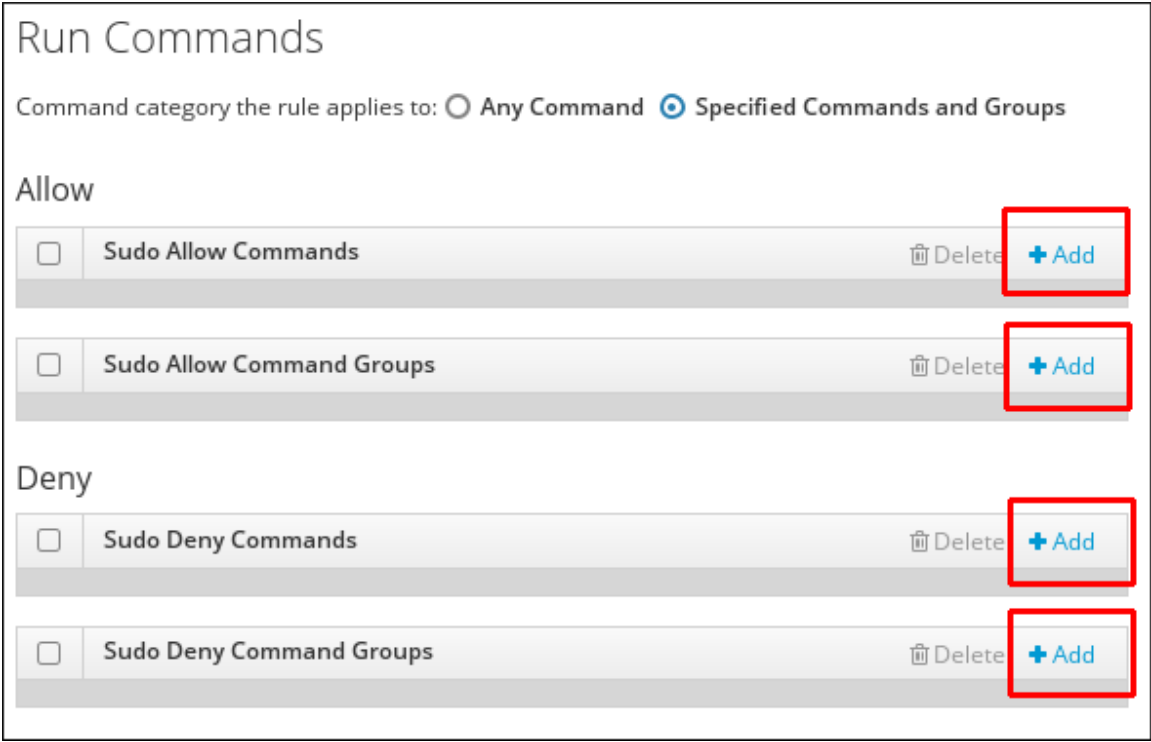 Run Commands
Command category the rule applies to: Any Command Specified Commands and Groups
Allow
Sudo Allow Commands Delete Add
Sudo Allow Command Groups Delete Add
Deny
Sudo Deny Commands Delete Add
Sudo Deny Command Groups Delete Add